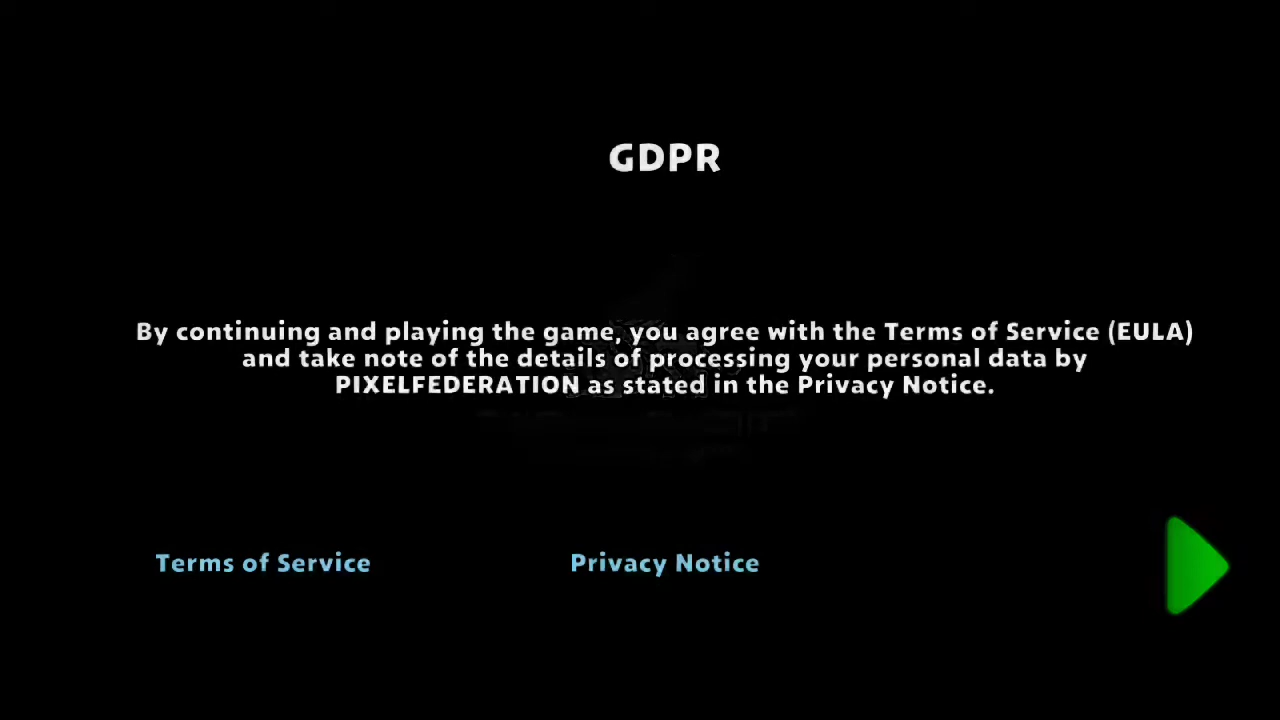 GDPR
By continuing and playing the game, you agree with the Terms of Service (EULA)
and take note of the details of processing your personal data by
PIXELFEDERATION as stated in the Privacy Notice.
Terms of Service
Privacy Notice